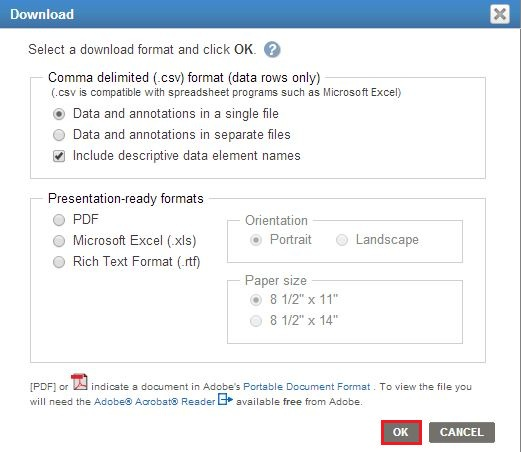 Download
Select a download format and click OK. ?
Comma delimited (.csv) format (data rows only)
(.csv is compatible with spreadsheet programs such as Microsoft Excel)
Data and annotations in a single file
Data and annotations in separate files
Include descriptive data element names
Presentation-ready formats
PDF
Microsoft Excel (.xls)
Rich Text Format (.rtf)
Orientation
Portrait
Landscape
Paper size
8 1/2" x 11"
8 1/2" x 14"
[PDF] or indicate a document in Adobe's Portable Document Format . To view the file you
will need the Adobe® Acrobat® Reader available free from Adobe.
OK
CANCEL